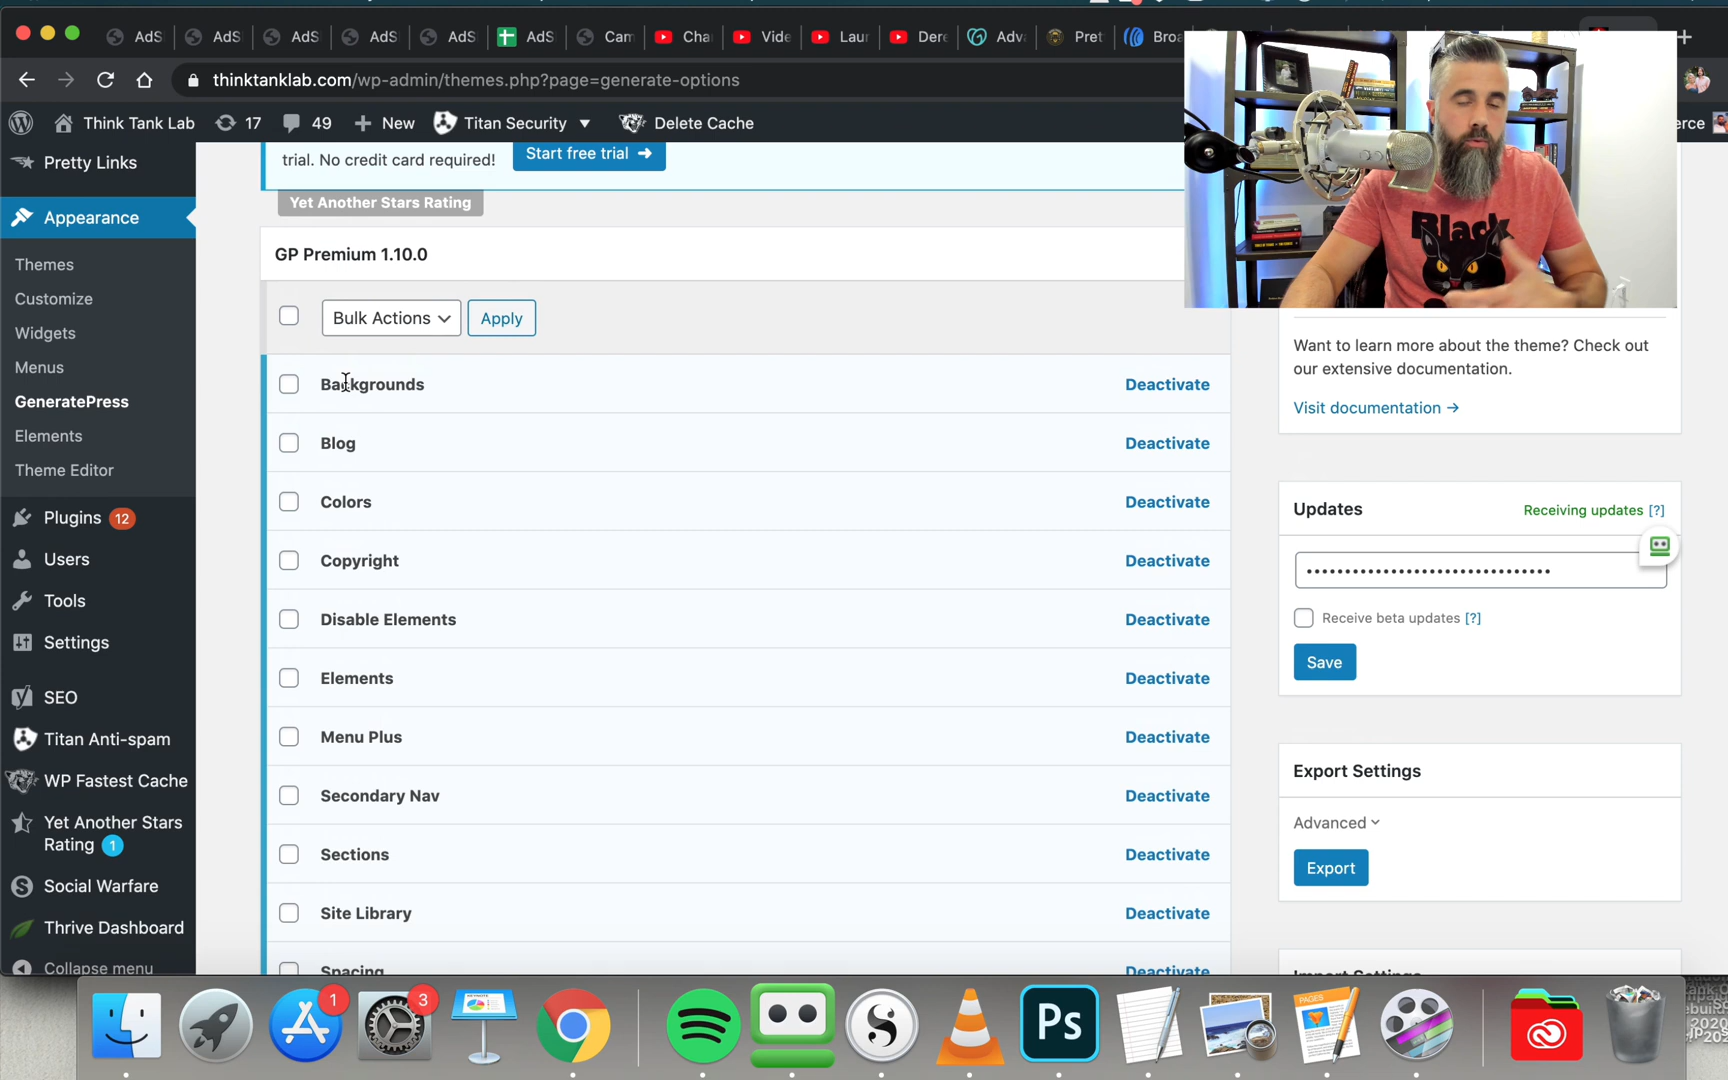 AdS
AdS
AdS
AdS
AdS
AdS
Cam
Cha
Vide
Laur
Dere
Adva
Pret
Broa
thinktanklab.com/wp-admin/themes.php?page=generate-options
Think Tank Lab
17
49
New
Titan Security
Delete Cache
erce
Pretty Links
Appearance
Themes
Customize
Widgets
Menus
GeneratePress
Elements
Theme Editor
Plugins 12
Users
Tools
Settings
SEO
Titan Anti-spam
WP Fastest Cache
Yet Another Stars
Rating 1
Social Warfare
Thrive Dashboard
Collapse menu
trial. No credit card required!
Start free trial →
Yet Another Stars Rating
GP Premium 1.10.0
Bulk Actions
Apply
Backgrounds Deactivate
Blog Deactivate
Colors Deactivate
Copyright Deactivate
Disable Elements Deactivate
Elements Deactivate
Menu Plus Deactivate
Secondary Nav Deactivate
Sections Deactivate
Site Library Deactivate
Spacing Deactivate
Black
Want to learn more about the theme? Check out
our extensive documentation.
Visit documentation →
Updates
Receiving updates [?]
Receive beta updates [?]
Save
Export Settings
Advanced
Export
Import Settings
1
3
Ps